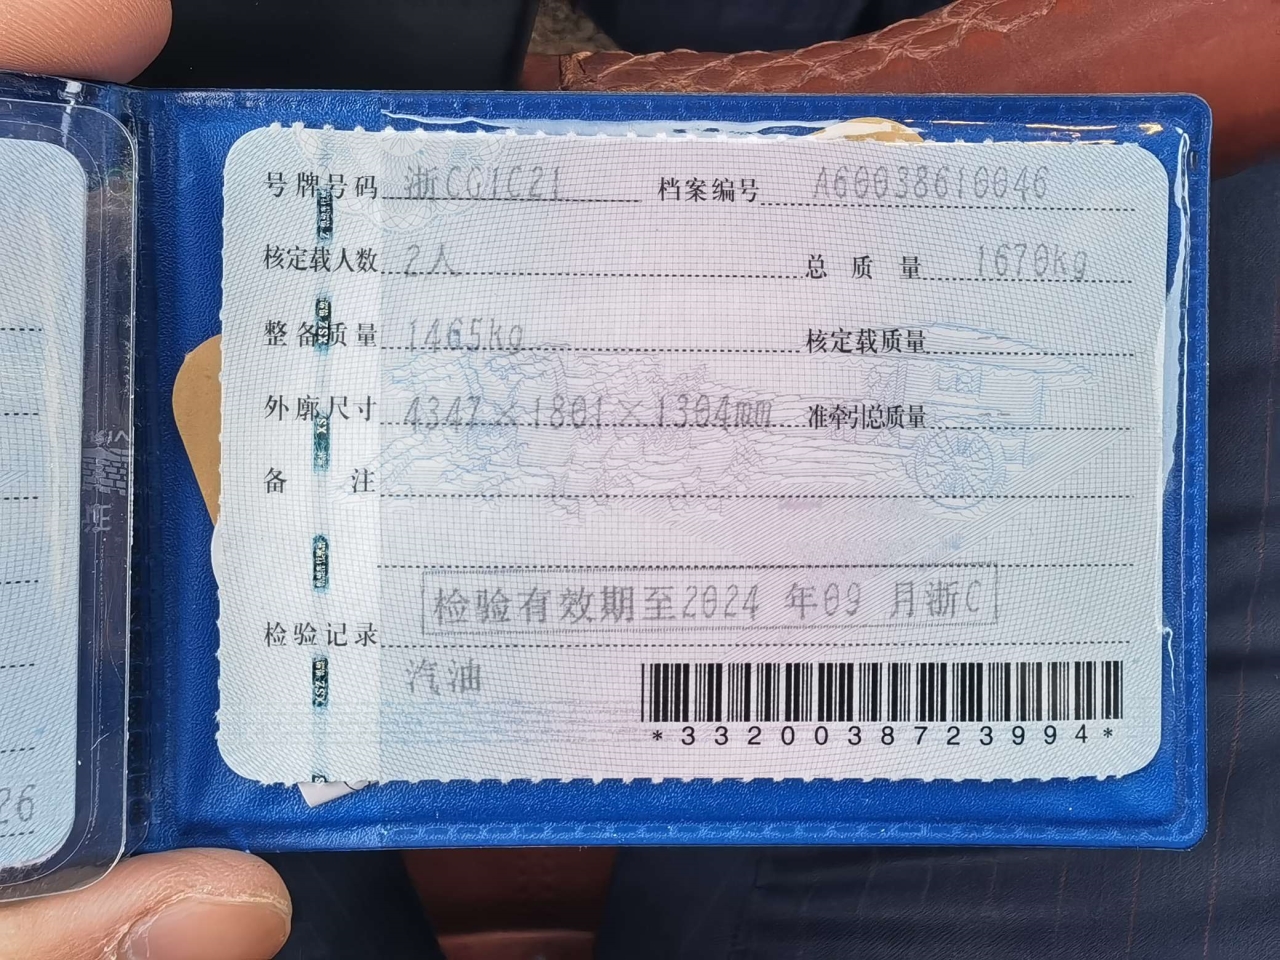 号牌号码 浙CG1C21 档案编号 A60038610046
核定载人数 2人 总质量 1670kg
整备质量 1465kg 核定载质量
外廓尺寸 4347×1801×1304mm 准牵引总质量
备注
检验有效期至2024年09月浙C
检验记录
汽油
*3320038723994*
26